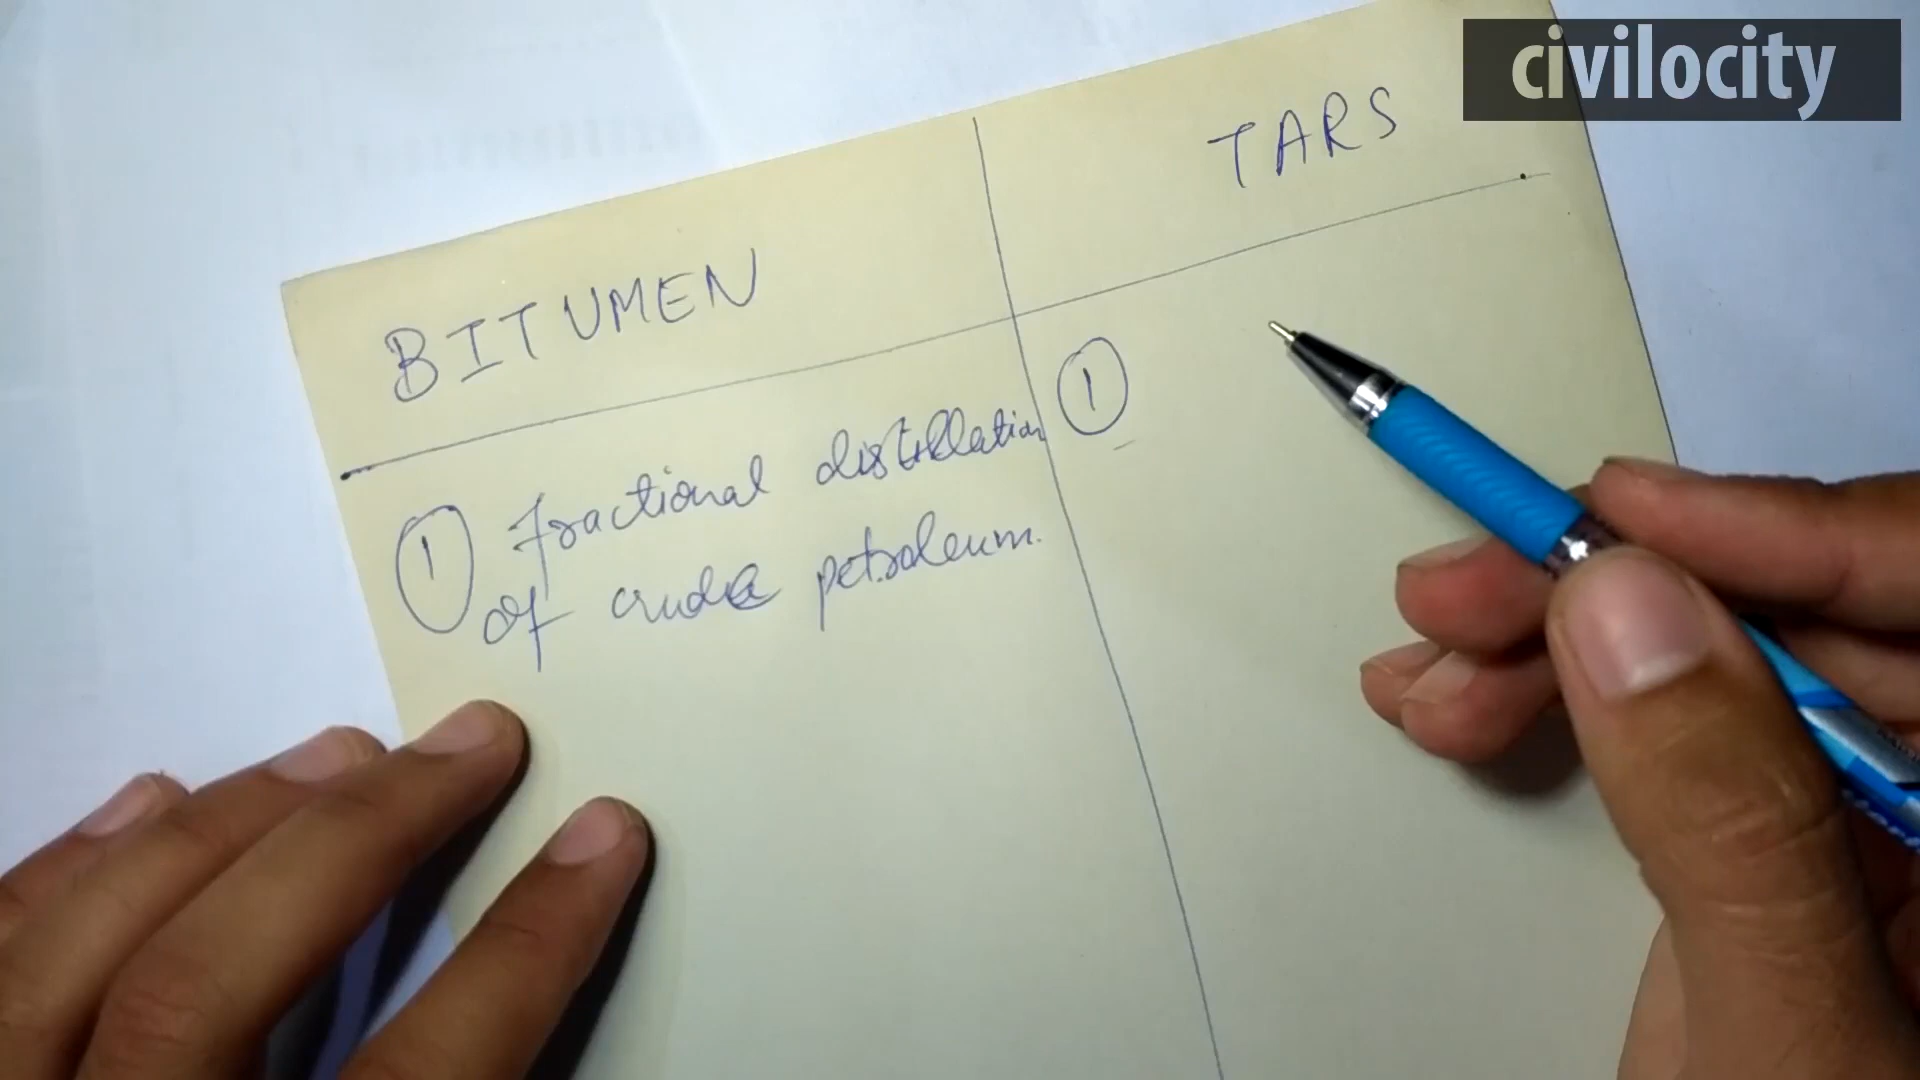 civilocity
BITUMEN
TARS
① fractional distillation
of crude petroleum.
①